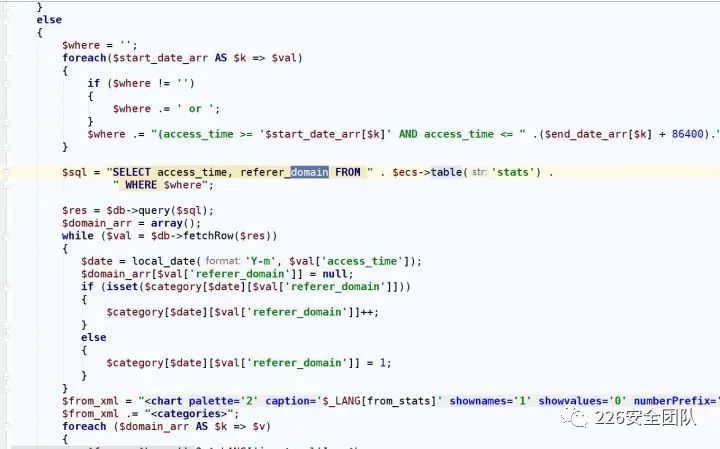 }
else
{
$where = '';
foreach($start_date_arr AS $k => $val)
{
if ($where != '')
{
$where .= ' or ';
}
$where .= "(access_time >= '$start_date_arr[$k]' AND access_time <= " .($end_date_arr[$k] + 86400)."
}
$sql = "SELECT access_time, referer_domain FROM " . $ecs->table( str: 'stats') .
" WHERE $where";
$res = $db->query($sql);
$domain_arr = array();
while ($val = $db->fetchRow($res))
{
$date = local_date( format: 'Y-m', $val['access_time']);
$domain_arr[$val['referer_domain']] = null;
if (isset($category[$date][$val['referer_domain']]))
{
$category[$date][$val['referer_domain']]++;
}
else
{
$category[$date][$val['referer_domain']] = 1;
}
}
$from_xml = "<chart palette='2' caption='$_LANG[from_stats]' shownames='1' showvalues='0' numberPrefix='
$from_xml .= "<categories>";
foreach ($domain_arr AS $k => $v)
{
226安全团队